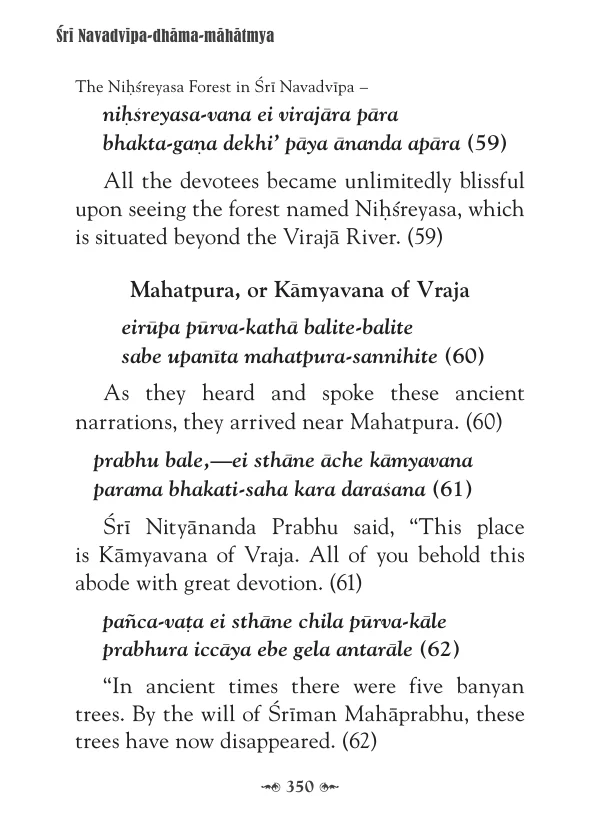 Śrī Navadvīpa-dhāma-māhātmya
The Niḥśreyasa Forest in Śrī Navadvīpa –
niḥśreyasa-vana ei virajāra pāra
bhakta-gaṇa dekhi’ pāya ānanda apāra (59)
All the devotees became unlimitedly blissful
upon seeing the forest named Niḥśreyasa, which
is situated beyond the Virajā River. (59)
Mahatpura, or Kāmyavana of Vraja
eirūpa pūrva-kathā balite-balite
sabe upanīta mahatpura-sannihite (60)
As they heard and spoke these ancient
narrations, they arrived near Mahatpura. (60)
prabhu bale,—ei sthāne āche kāmyavana
parama bhakati-saha kara daraśana (61)
Śrī Nityānanda Prabhu said, “This place
is Kāmyavana of Vraja. All of you behold this
abode with great devotion. (61)
pañca-vaṭa ei sthāne chila pūrva-kāle
prabhura iccāya ebe gela antarāle (62)
“In ancient times there were five banyan
trees. By the will of Śrīman Mahāprabhu, these
trees have now disappeared. (62)
350